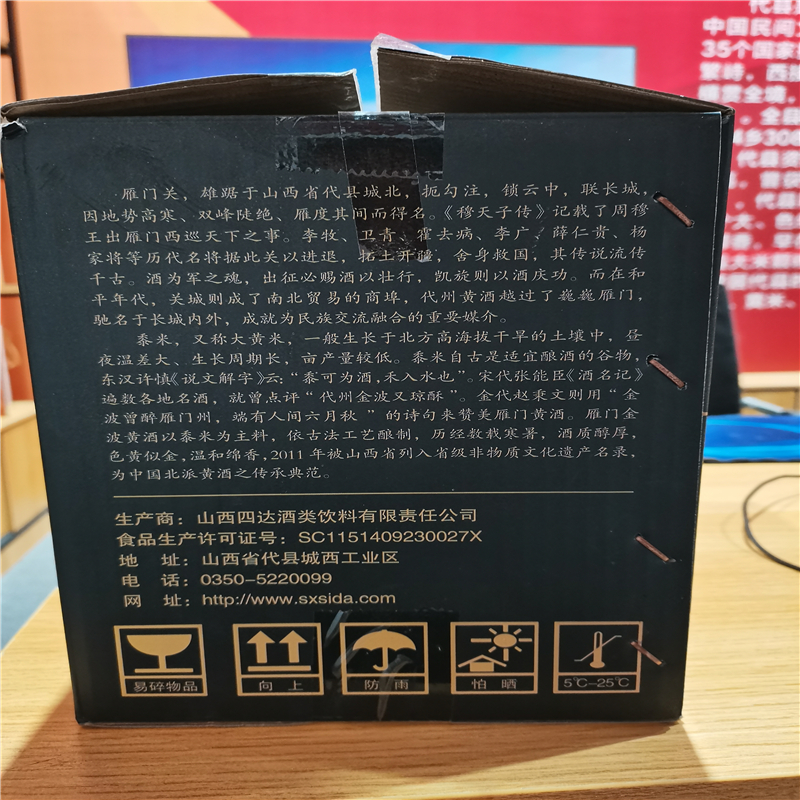 雁门关，雄踞于山西省代县城北，扼勾注，锁云中，联长城，
因地势高寒、双峰陡绝、雁度其间而得名。《穆天子传》记载了周穆
王出雁门西巡天下之事。李牧、卫青、霍去病、李广、薛仁贵、杨
家将等历代名将据此关以进退，拓土开疆，舍身救国，其传说流传
千古。酒为军之魂，出征必赐酒以壮行，凯旋则以酒庆功。而在和
平年代，关城则成了南北贸易的商埠，代州黄酒越过了巍巍雁门，
驰名于长城内外，成就为民族交流融合的重要媒介。
黍米，又称大黄米，一般生长于北方高海拔干旱的土壤中，昼
夜温差大、生长周期长，亩产量较低。黍米自古是适宜酿酒的谷物，
东汉许慎《说文解字》云：“黍可为酒，禾入水也”。宋代张能臣《酒名记》
遍数各地名酒，就曾点评“代州金波又琼酥”。金代赵秉文则用“金
波曾醉雁门州，端有人间六月秋”的诗句来赞美雁门黄酒。雁门金
波黄酒以黍米为主料，依古法工艺酿制，历经数载寒暑，酒质醇厚，
色黄似金，温和绵香，2011年被山西省列入省级非物质文化遗产名录，
为中国北派黄酒之传承典范。
生产商：山西四达酒类饮料有限责任公司
食品生产许可证号：SC1151409230027X
地 址：山西省代县城西工业区
电 话：0350-5220099
网 址：http://www.sxsida.com
易碎物品
向上
防雨
怕晒
5℃-25℃
中国民间
35个国家